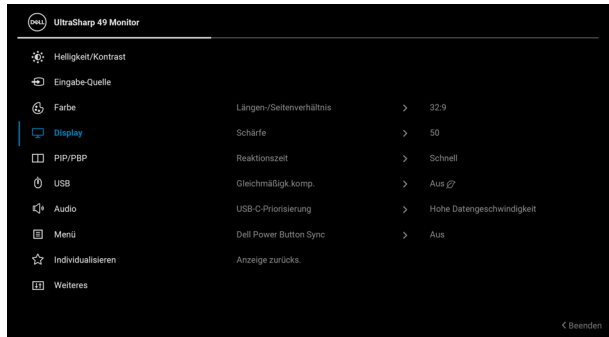 DELL UltraSharp 49 Monitor
Helligkeit/Kontrast
Eingabe-Quelle
Farbe Längen-/Seitenverhältnis 32:9
Display Schärfe 50
PIP/PBP Reaktionszeit Schnell
USB Gleichmäßigk.komp. Aus
Audio USB-C-Priorisierung Hohe Datengeschwindigkeit
Menü Dell Power Button Sync Aus
Individualisieren Anzeige zurücks.
Weiteres
Beenden